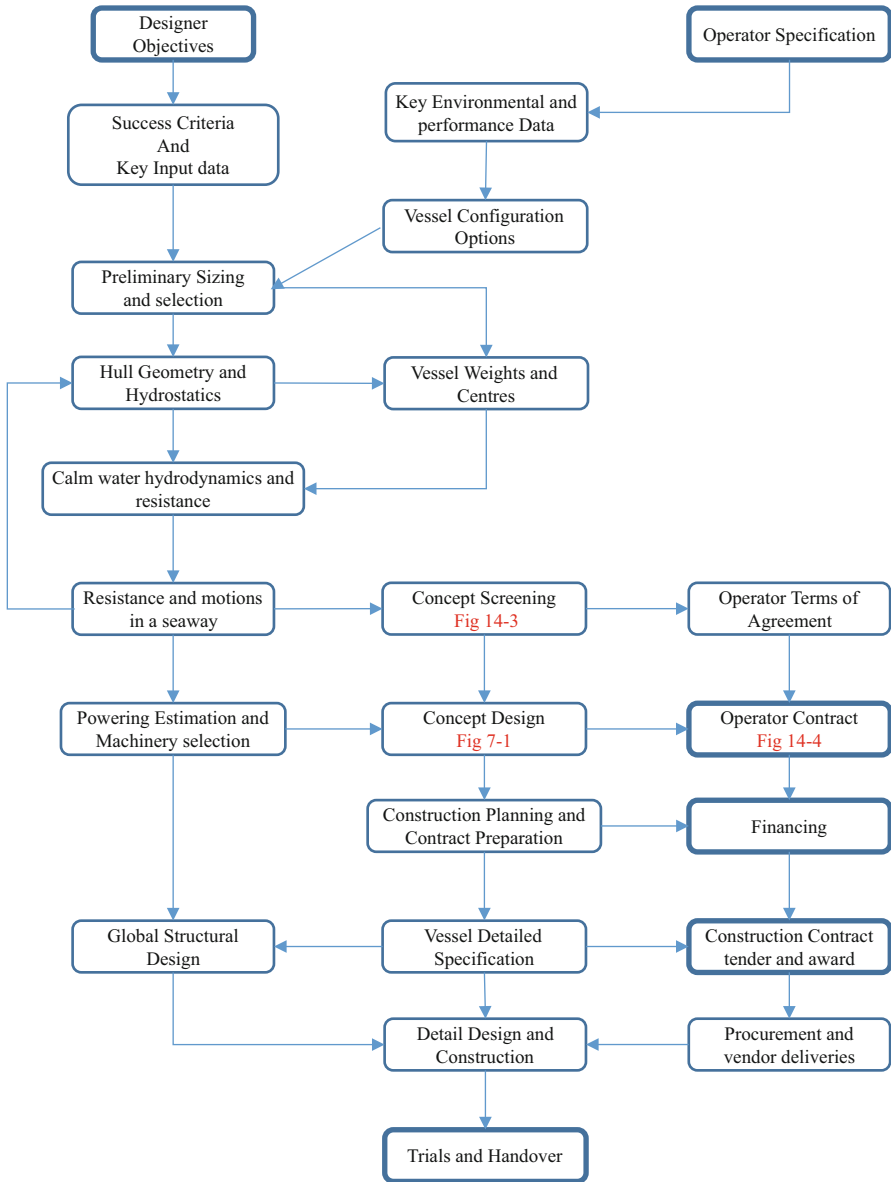 Designer
Objectives
Operator Specification
Key Environmental and
performance Data
Success Criteria
And
Key Input data
Vessel Configuration
Options
Preliminary Sizing
and selection
Hull Geometry and
Hydrostatics
Vessel Weights and
Centres
Calm water hydrodynamics and
resistance
Resistance and motions
in a seaway
Concept Screening
Fig 14-3
Operator Terms of
Agreement
Powering Estimation and
Machinery selection
Concept Design
Fig 7-1
Operator Contract
Fig 14-4
Construction Planning and
Contract Preparation
Financing
Global Structural
Design
Vessel Detailed
Specification
Construction Contract
tender and award
Detail Design and
Construction
Procurement and
vendor deliveries
Trials and Handover